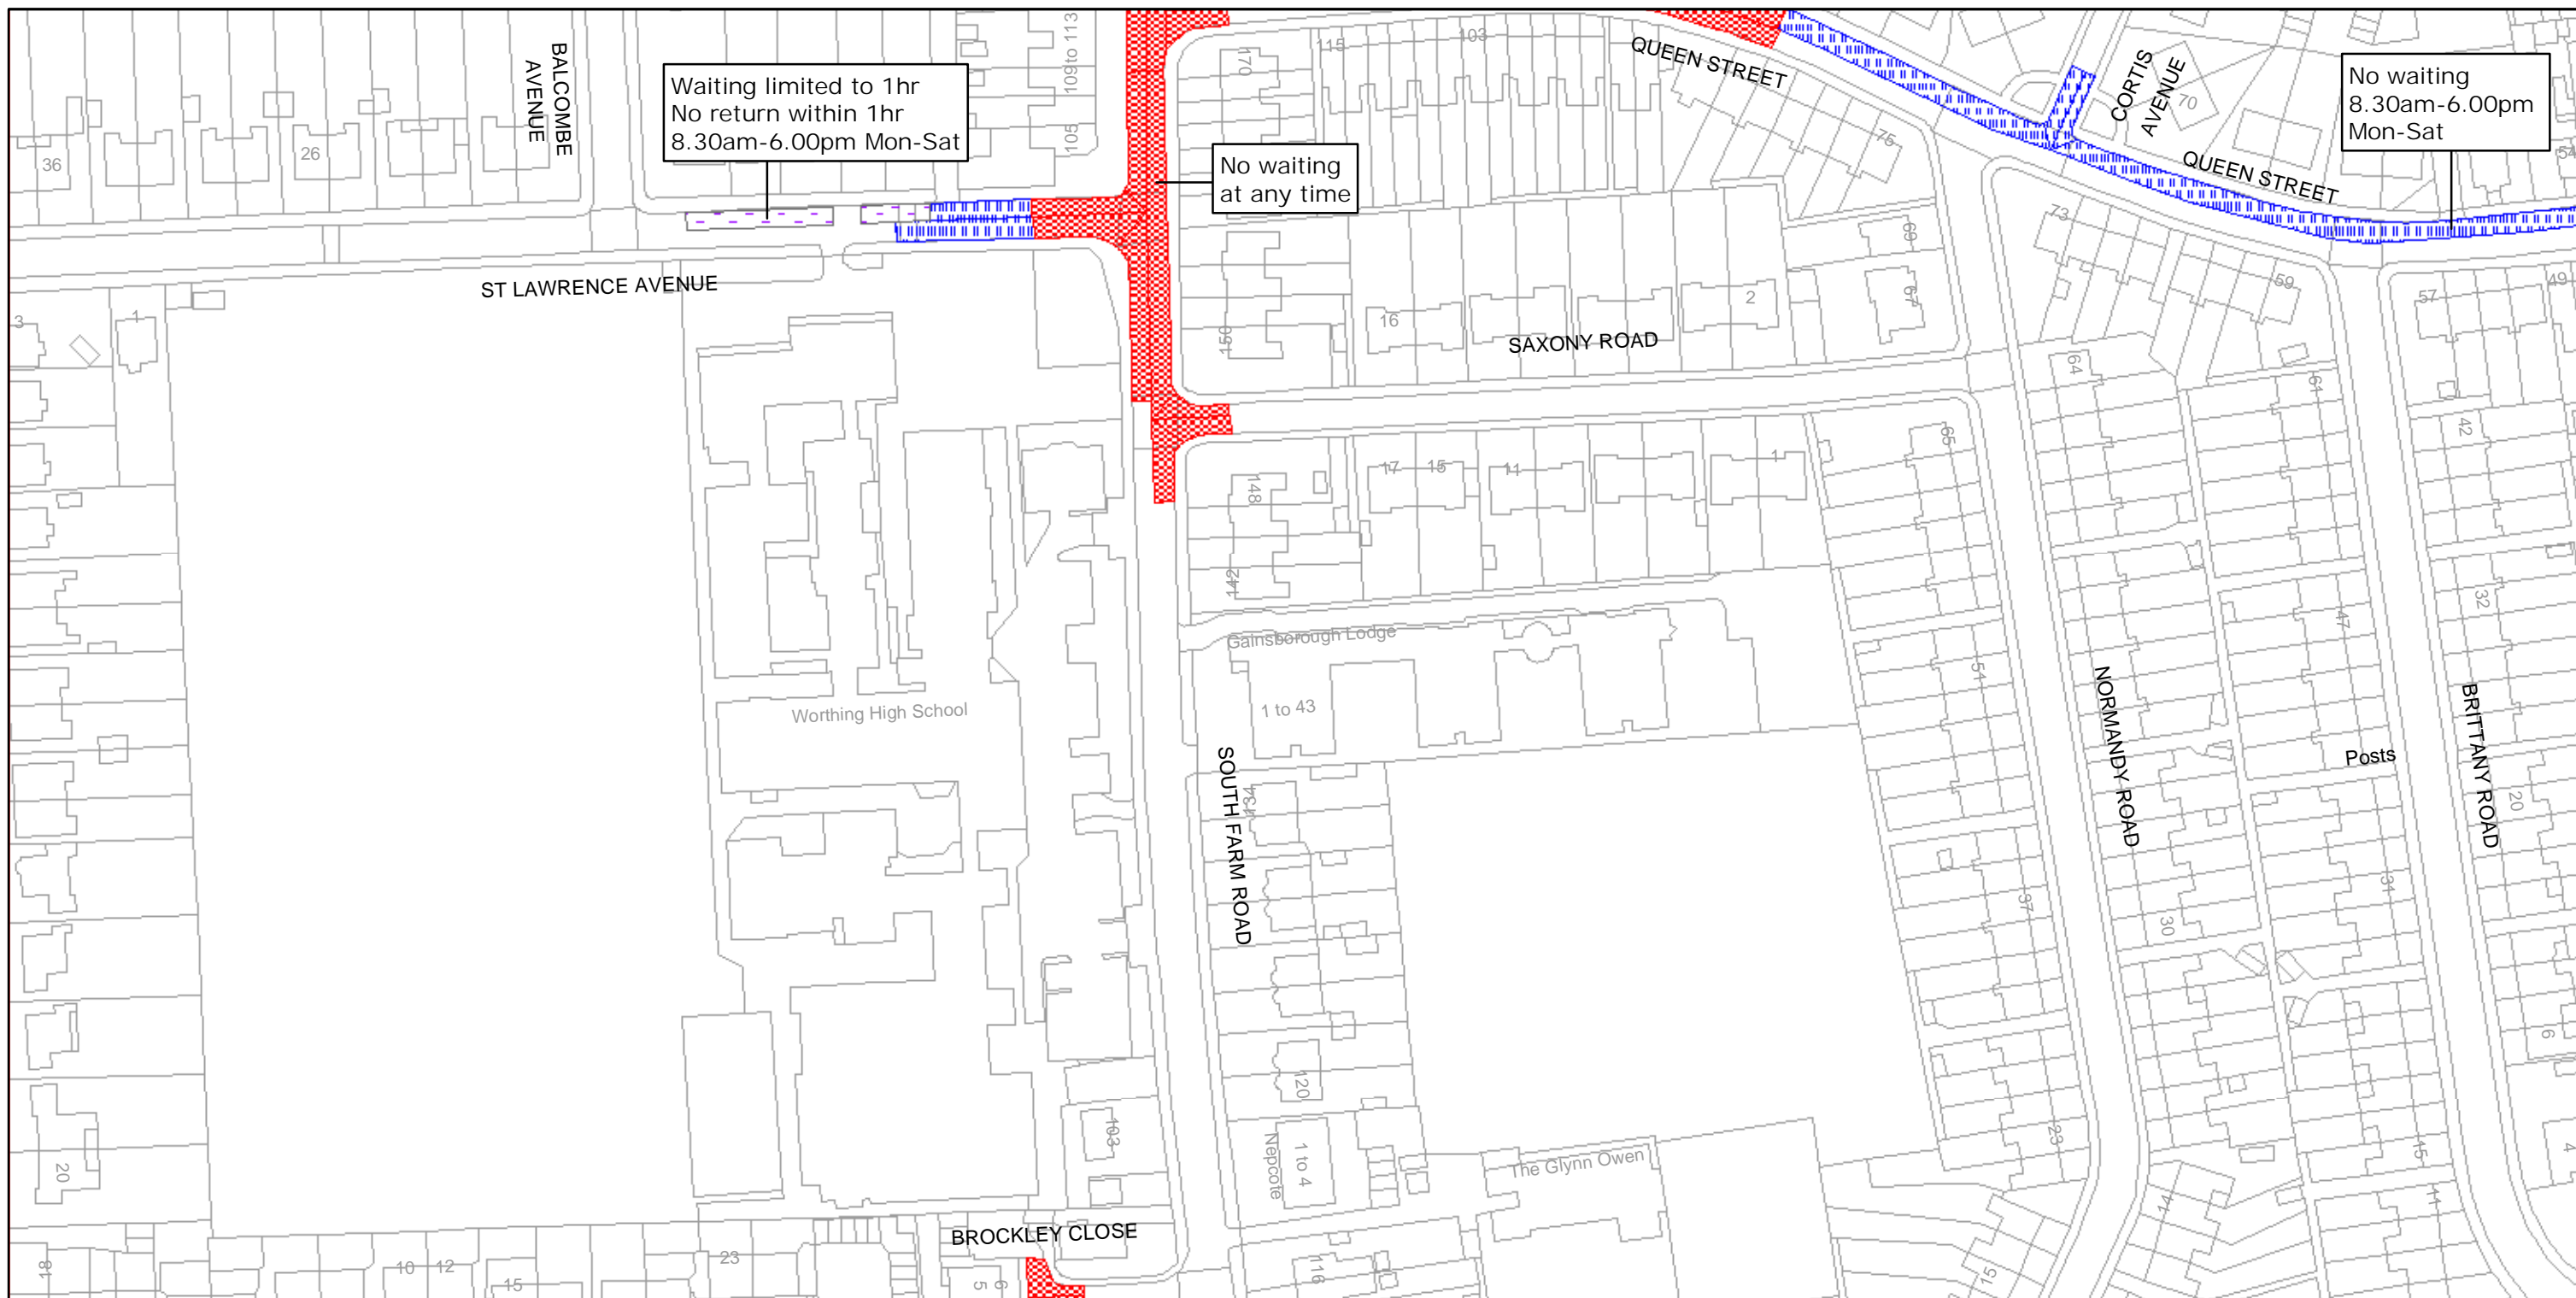 BALCOMBE
AVENUE
Waiting limited to 1hr
No return within 1hr
8.30am-6.00pm Mon-Sat
109 to 113
105
170
115
103
QUEEN STREET
75
CORTIS
AVENUE
70
QUEEN STREET
No waiting
8.30am-6.00pm
Mon-Sat
54
36
26
No waiting
at any time
ST LAWRENCE AVENUE
3
1
150
16
2
SAXONY ROAD
69
67
73
59
57
49
64
61
42
148
142
17
15
11
1
65
Gainsborough Lodge
1 to 43
Worthing High School
SOUTH FARM ROAD
134
51
47
32
NORMANDY ROAD
Posts
BRITTANY ROAD
20
37
31
30
6
120
103
Nepcote
1 to 4
The Glynn Owen
23
15
11
4
14
15
20
BROCKLEY CLOSE
18
10
12
15
23
5
6
116